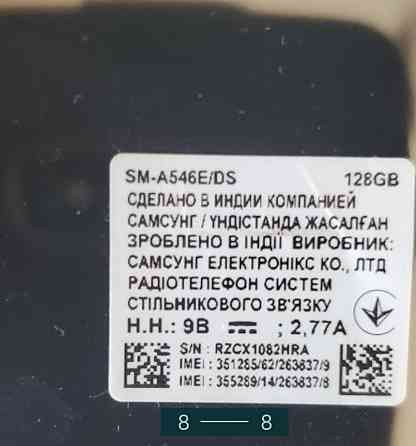 SM-A546E/DS 128GB
СДЕЛАНО В ИНДИИ КОМПАНИЕЙ
САМСУНГ / ҮНДІСТАНДА ЖАСАЛҒАН
ЗРОБЛЕНО В ІНДІЇ ВИРОБНИК:
САМСУНГ ЕЛЕКТРОНІКС КО., ЛТД
РАДІОТЕЛЕФОН СИСТЕМ
СТІЛЬНИКОВОГО ЗВ'ЯЗКУ
Н.Н.: 9В ; 2,77А
S/N : RZCX1082HRA
IMEI : 351285/62/263837/9
IMEI : 355289/14/263837/8
8 — 8